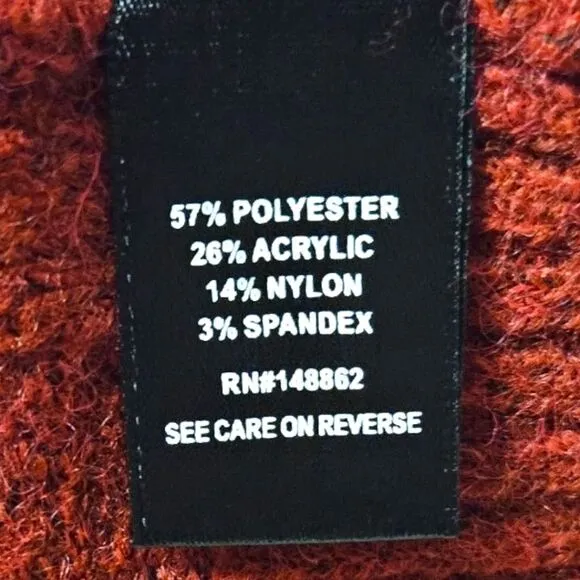 57% POLYESTER
26% ACRYLIC
14% NYLON
3% SPANDEX
RN#148862
SEE CARE ON REVERSE